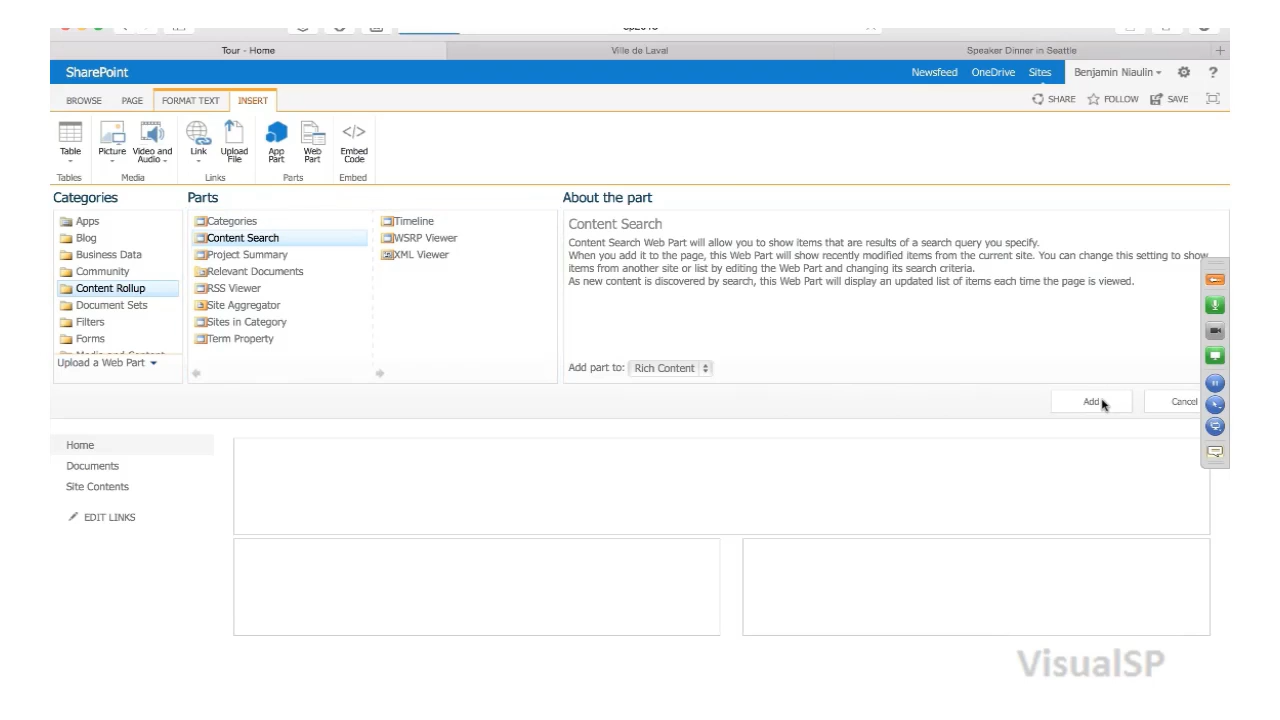 Tour - Home
Ville de Laval
Speaker Dinner in Seattle
SharePoint
Newsfeed OneDrive Sites Benjamin Niaulin ?
BROWSE PAGE FORMAT TEXT INSERT
SHARE FOLLOW SAVE
Table
Picture
Video and Audio
Link
Upload File
App Part
Web Part
Embed Code
Tables Media Links Parts Embed
Categories
Apps
Blog
Business Data
Community
Content Rollup
Document Sets
Filters
Forms
Upload a Web Part
Parts
Categories
Content Search
Project Summary
Relevant Documents
RSS Viewer
Site Aggregator
Sites in Category
Term Property
Timeline
WSRP Viewer
XML Viewer
About the part
Content Search
Content Search Web Part will allow you to show items that are results of a search query you specify.
When you add it to the page, this Web Part will show recently modified items from the current site. You can change this setting to show
items from another site or list by editing the Web Part and changing its search criteria.
As new content is discovered by search, this Web Part will display an updated list of items each time the page is viewed.
Add part to: Rich Content
Add
Cancel
Home
Documents
Site Contents
EDIT LINKS
VisualSP